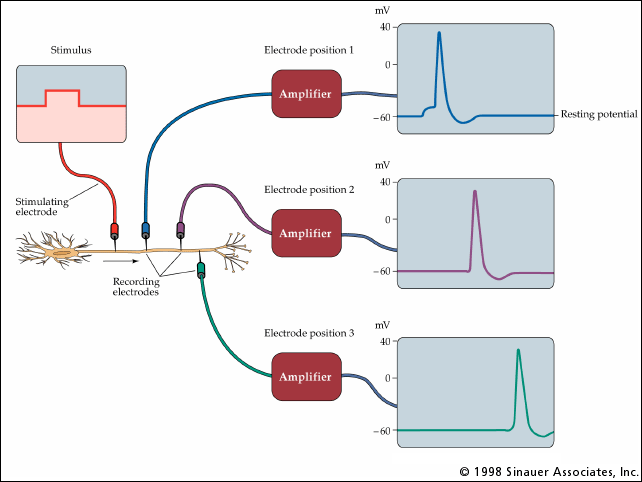 Stimulus
Stimulating
electrode
Recording
electrodes
Electrode position 1
Amplifier
mV
40
0
−60
Resting potential
Electrode position 2
Amplifier
mV
40
0
−60
Electrode position 3
Amplifier
mV
40
0
−60
© 1998 Sinauer Associates, Inc.